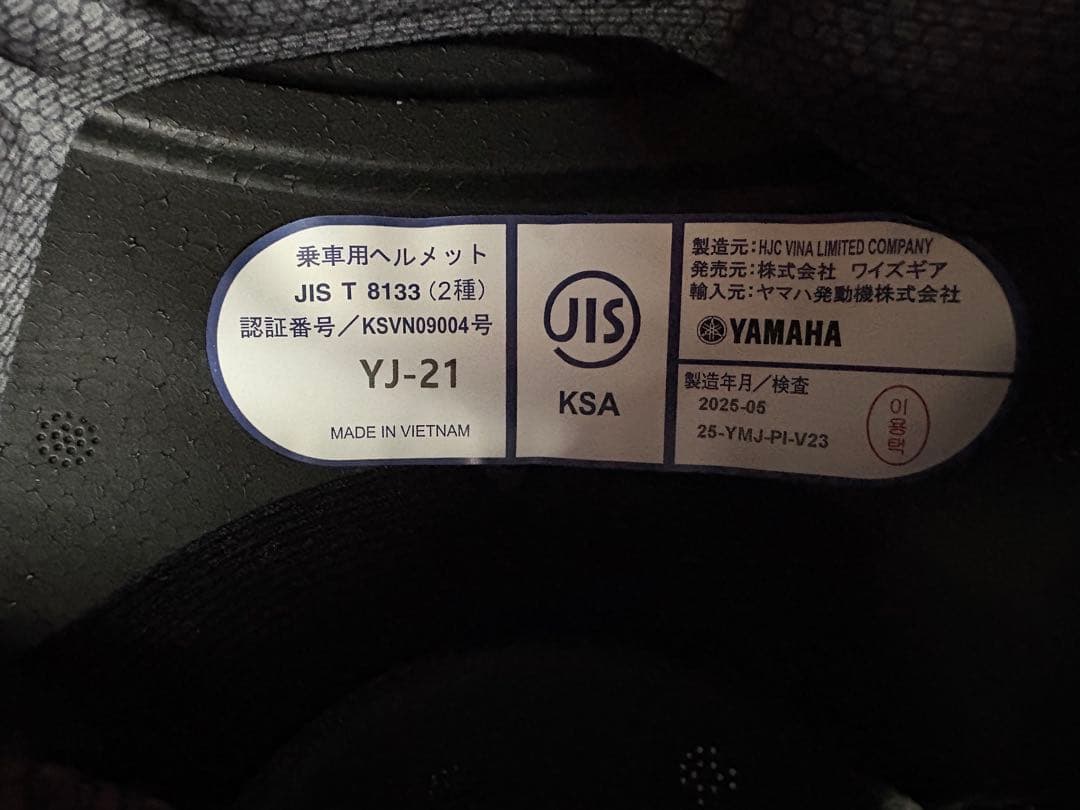 乗車用ヘルメット
JIS T 8133（2種）
認証番号／KSVN09004号
YJ-21
MADE IN VIETNAM
JIS
KSA
製造元：HJC VINA LIMITED COMPANY
発売元：株式会社 ワイズギア
輸入元：ヤマハ発動機株式会社
YAMAHA
製造年月／検査
2025-05
25-YMJ-PI-V23
이용택